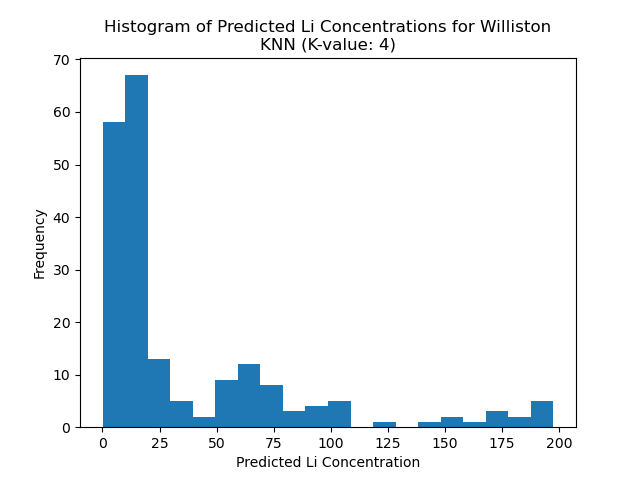 Histogram of Predicted Li Concentrations for Williston
KNN (K-value: 4)
70
60
50
40
30
20
10
0
Frequency
0 25 50 75 100 125 150 175 200
Predicted Li Concentration